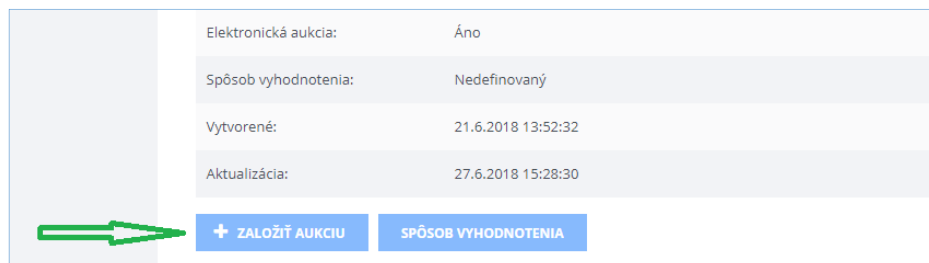 Elektronická aukcia: Áno
Spôsob vyhodnotenia: Nedefinovaný
Vytvorené: 21.6.2018 13:52:32
Aktualizácia: 27.6.2018 15:28:30
+ ZALOŽIŤ AUKCIU SPÔSOB VYHODNOTENIA